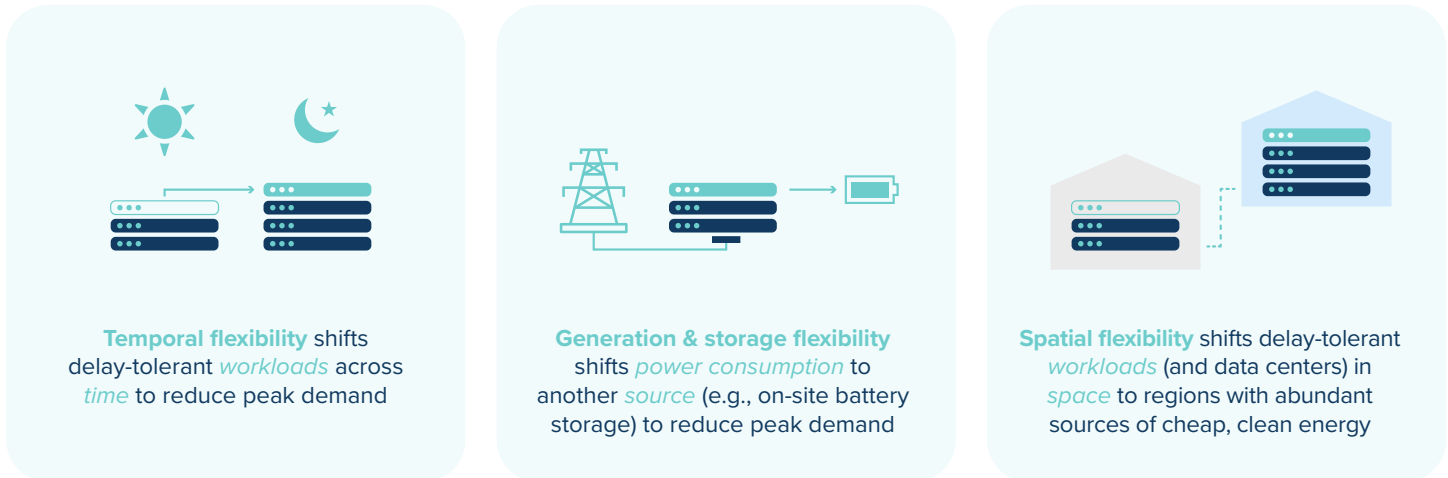 Temporal flexibility shifts
delay-tolerant workloads across
time to reduce peak demand
Generation & storage flexibility
shifts power consumption to
another source (e.g., on-site battery
storage) to reduce peak demand
Spatial flexibility shifts delay-tolerant
workloads (and data centers) in
space to regions with abundant
sources of cheap, clean energy